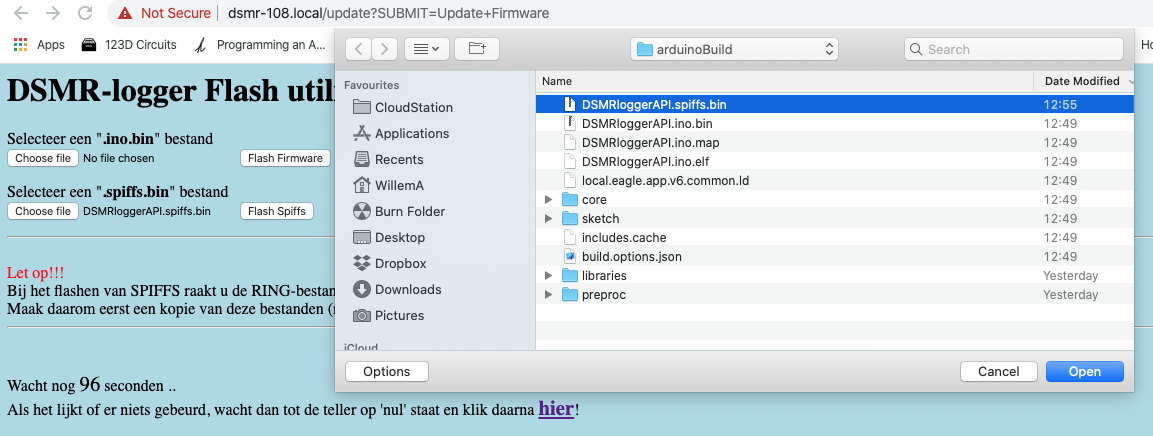 Not Secure | dsmr-108.local/update?SUBMIT=Update+Firmware
Apps 123D Circuits Programming an A...
arduinoBuild
Search
DSMR-logger Flash utili
Selecteer een ".ino.bin" bestand
Choose file No file chosen Flash Firmware
Selecteer een ".spiffs.bin" bestand
Choose file DSMRloggerAPI.spiffs.bin Flash Spiffs
Let op!!!
Bij het flashen van SPIFFS raakt u de RING-bestan
Maak daarom eerst een kopie van deze bestanden (
Wacht nog 96 seconden ..
Als het lijkt of er niets gebeurd, wacht dan tot de teller op 'nul' staat en klik daarna hier!
Favourites
CloudStation
Applications
Recents
WillemA
Burn Folder
Desktop
Dropbox
Downloads
Pictures
iCloud
Name Date Modified
DSMRloggerAPI.spiffs.bin 12:55
DSMRloggerAPI.ino.bin 12:49
DSMRloggerAPI.ino.map 12:49
DSMRloggerAPI.ino.elf 12:49
local.eagle.app.v6.common.ld 12:49
core 12:49
sketch 12:49
includes.cache 12:49
build.options.json 12:49
libraries Yesterday
preproc Yesterday
Options Cancel Open
Ho